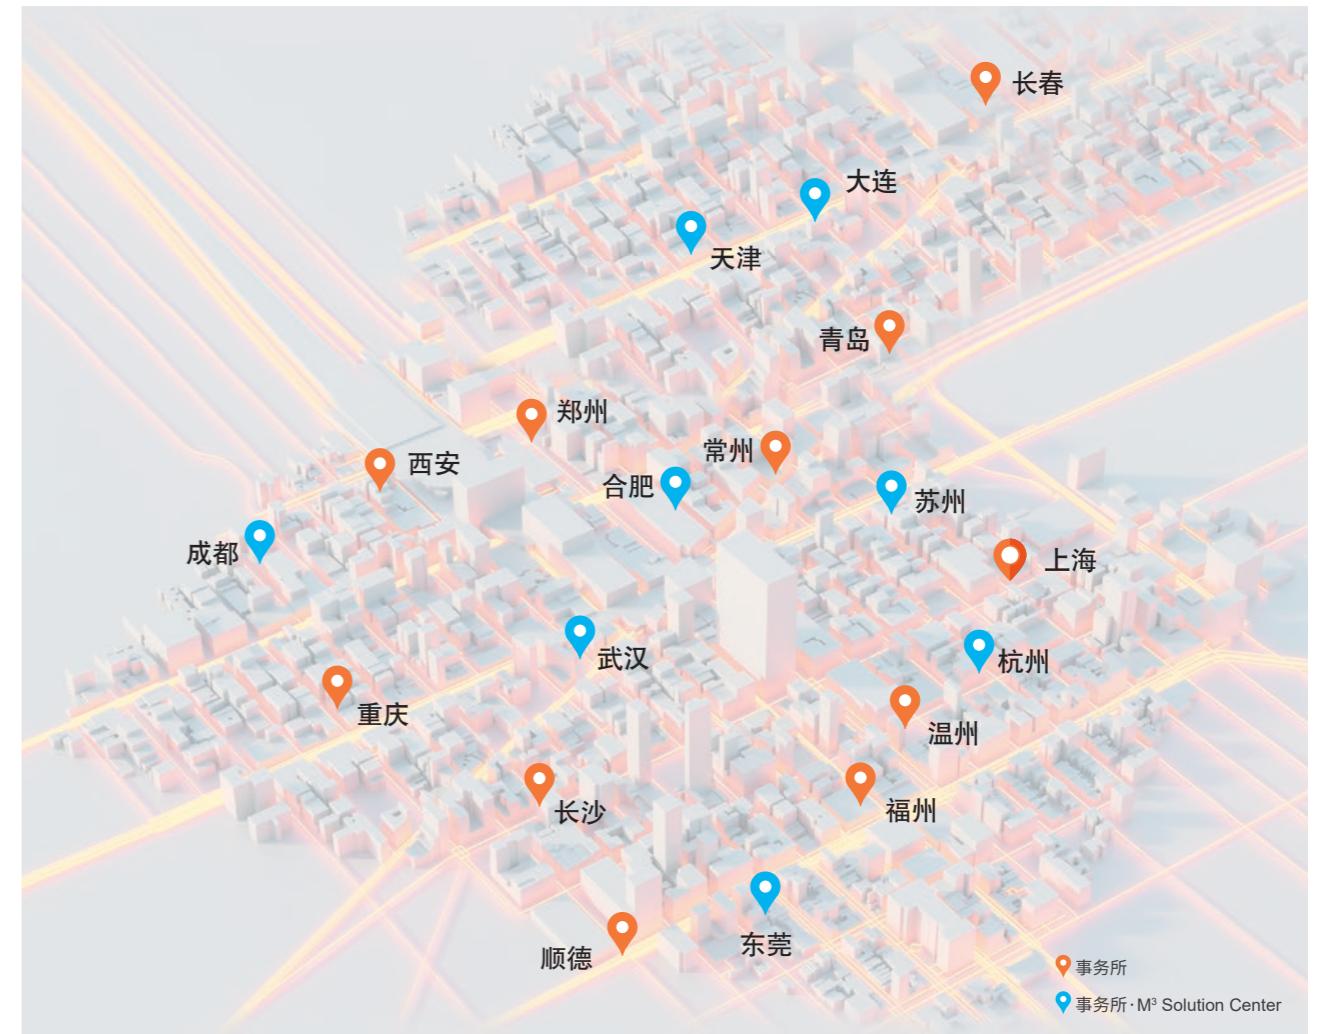 长春
大连
天津
青岛
郑州
常州
西安
合肥
苏州
成都
上海
武汉
杭州
重庆
温州
长沙
福州
东莞
顺德
事务所
事务所·M³ Solution Center